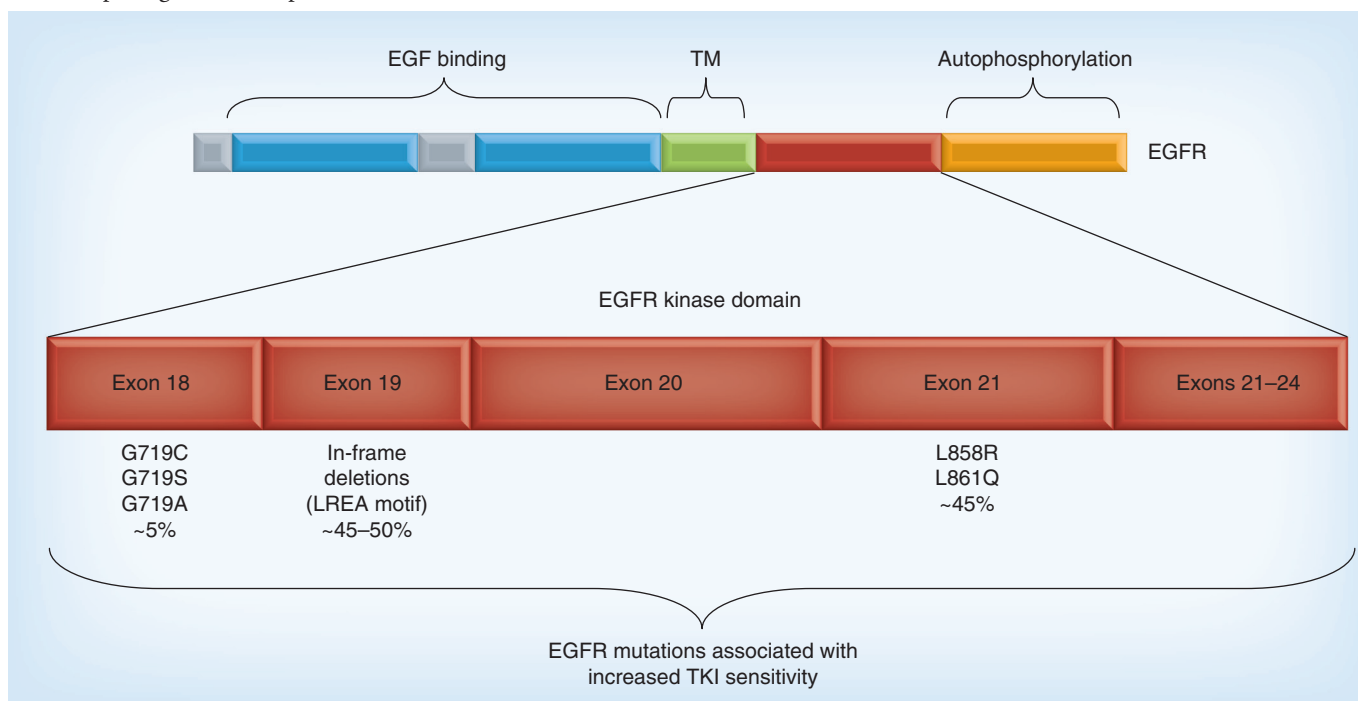 EGF binding
TM
Autophosphorylation
EGFR
EGFR kinase domain
Exon 18
Exon 19
Exon 20
Exon 21
Exons 21–24
G719C
G719S
G719A
~5%
In-frame
deletions
(LREA motif)
~45–50%
L858R
L861Q
~45%
EGFR mutations associated with
increased TKI sensitivity